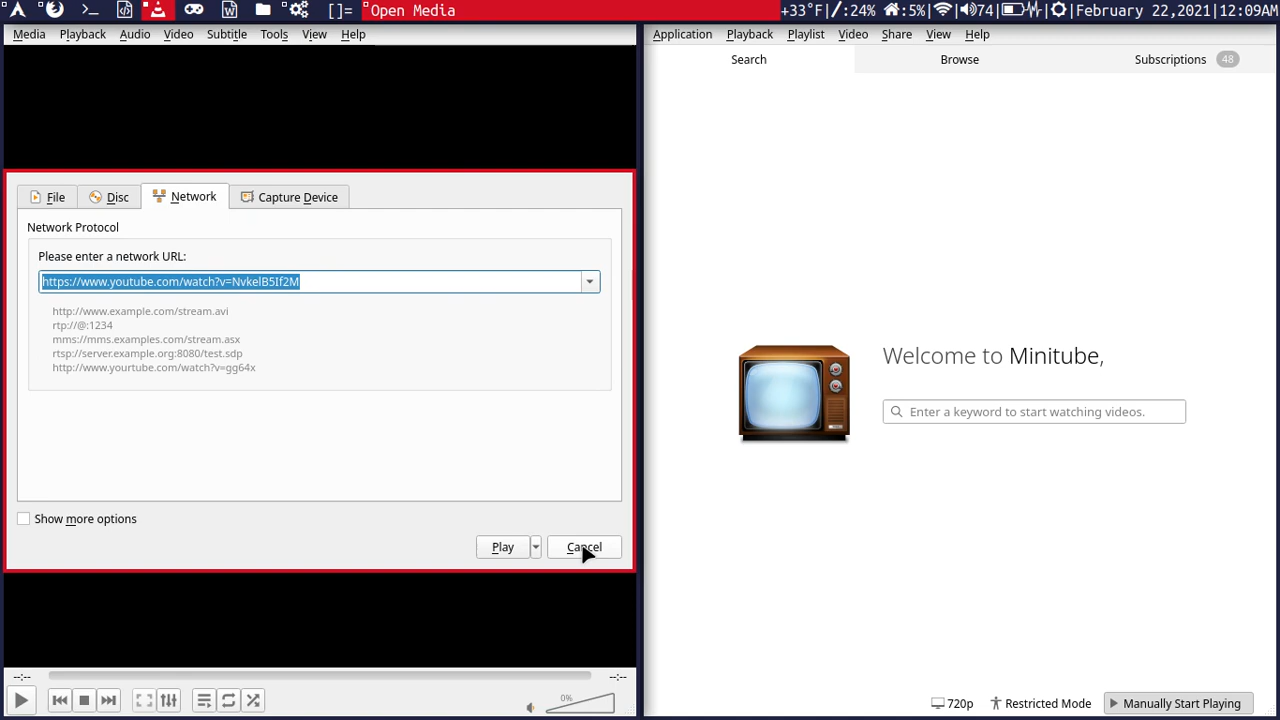 []= Open Media +33°F|/:24% :5% 74| February 22,2021|12:09AM
Media Playback Audio Video Subtitle Tools View Help
File Disc Network Capture Device
Network Protocol
Please enter a network URL:
https://www.youtube.com/watch?v=NvkelB5If2M
http://www.example.com/stream.avi
rtp://@:1234
mms://mms.examples.com/stream.asx
rtsp://server.example.org:8080/test.sdp
http://www.yourtube.com/watch?v=gg64x
Show more options
Play Cancel
--:-- --:--
0%
Application Playback Playlist Video Share View Help
Search Browse Subscriptions 48
Welcome to Minitube,
Enter a keyword to start watching videos.
720p Restricted Mode Manually Start Playing